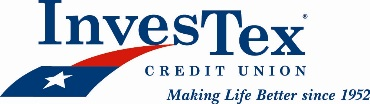 InvesTex®
CREDIT UNION
Making Life Better since 1952